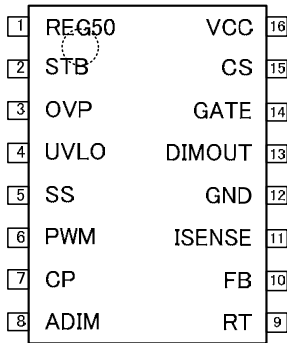 1 REG50 VCC 16
2 STB CS 15
3 OVP GATE 14
4 UVLO DIMOUT 13
5 SS GND 12
6 PWM ISENSE 11
7 CP FB 10
8 ADIM RT 9